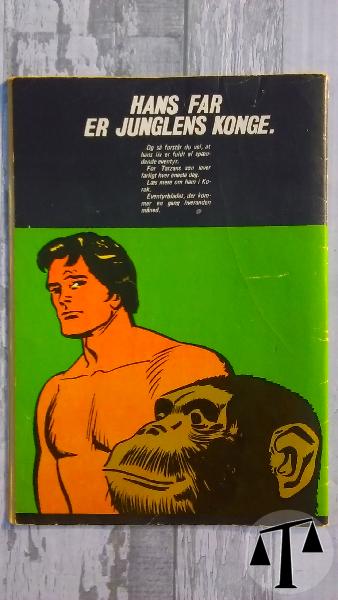 HANS FAR
ER JUNGLENS KONGE.
Og så forstår du vel, at
hans liv er fuldt af spæn-
dende eventyr.
For Tarzans søn lever
farligt hver eneste dag.
Læs mere om ham i Ko-
rak.
Eventyrbladet, der kom-
mer en gang hveranden
måned.